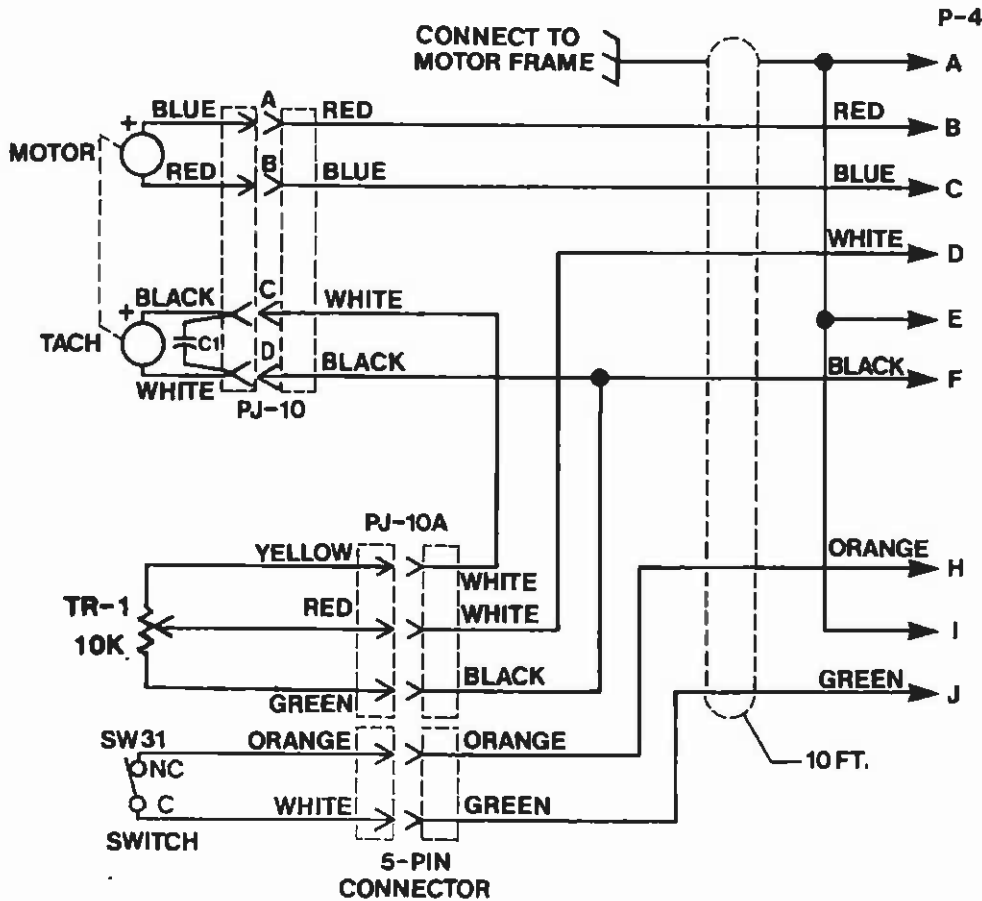 P-4
CONNECT TO
MOTOR FRAME
A
BLUE
A
RED
RED
B
+
MOTOR
RED
B
BLUE
BLUE
C
WHITE
D
BLACK
C
WHITE
+
TACH
C1
E
WHITE
D
BLACK
BLACK
F
PJ-10
PJ-10A
YELLOW
WHITE
ORANGE
H
TR-1
10K
RED
WHITE
I
GREEN
BLACK
GREEN
J
SW31
ORANGE
ORANGE
NC
10 FT.
C
WHITE
GREEN
SWITCH
5-PIN
CONNECTOR